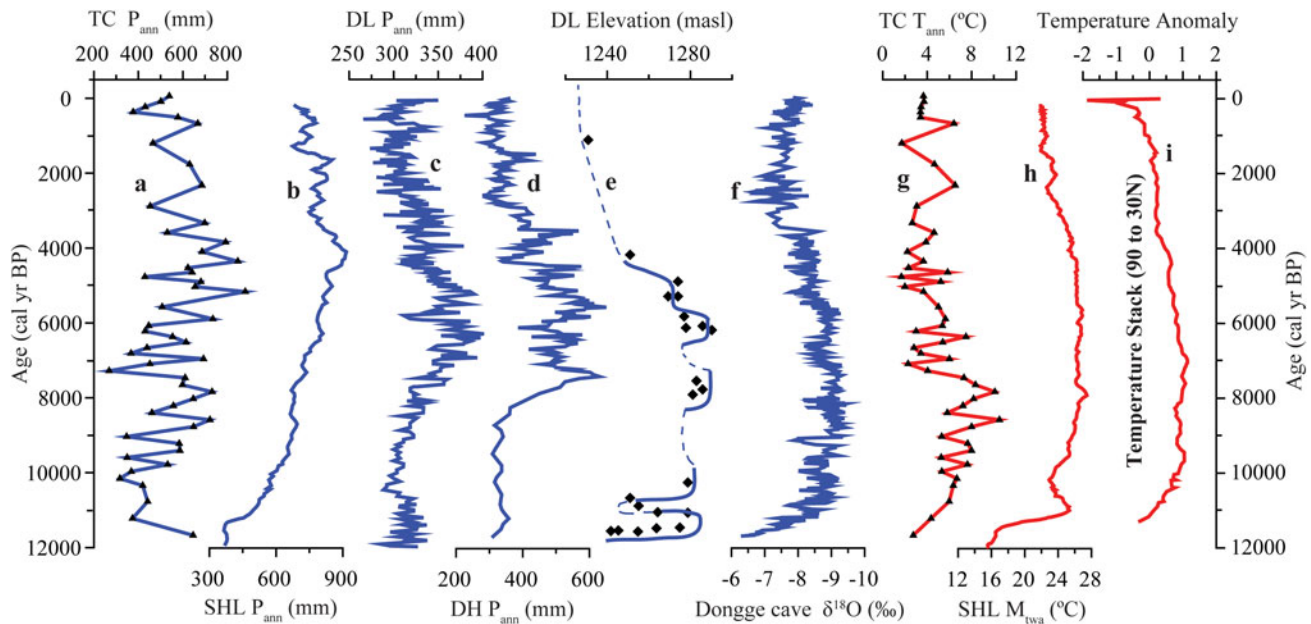 TC P_ann (mm)
DL P_ann (mm)
DL Elevation (masl)
TC T_ann (ºC)
Temperature Anomaly
200 400 600 800
250 300 350 400
1240 1280
0 4 8 12
-2 -1 0 1 2
0
2000
4000
6000
8000
10000
12000
Age (cal yr BP)
a
b
c
d
e
f
g
h
i
Temperature Stack (90 to 30N)
0
2000
4000
6000
8000
10000
12000
Age (cal yr BP)
300 600 900
200 400 600
-6 -7 -8 -9 -10
12 16 20 24 28
SHL P_ann (mm)
DH P_ann (mm)
Dongge cave δ¹⁸O (‰)
SHL M_twa (ºC)